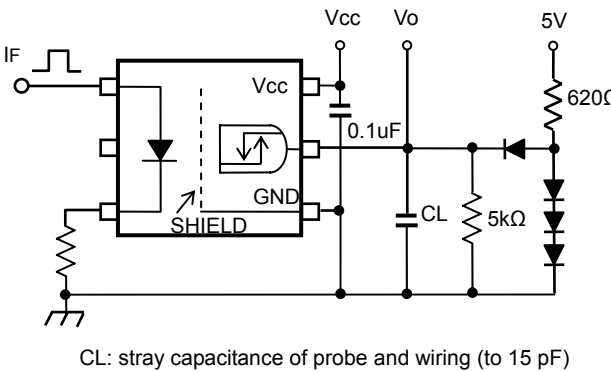 Vcc
Vo
5V
IF
Vcc
620Ω
0.1uF
GND
SHIELD
CL
5kΩ
CL: stray capacitance of probe and wiring (to 15 pF)